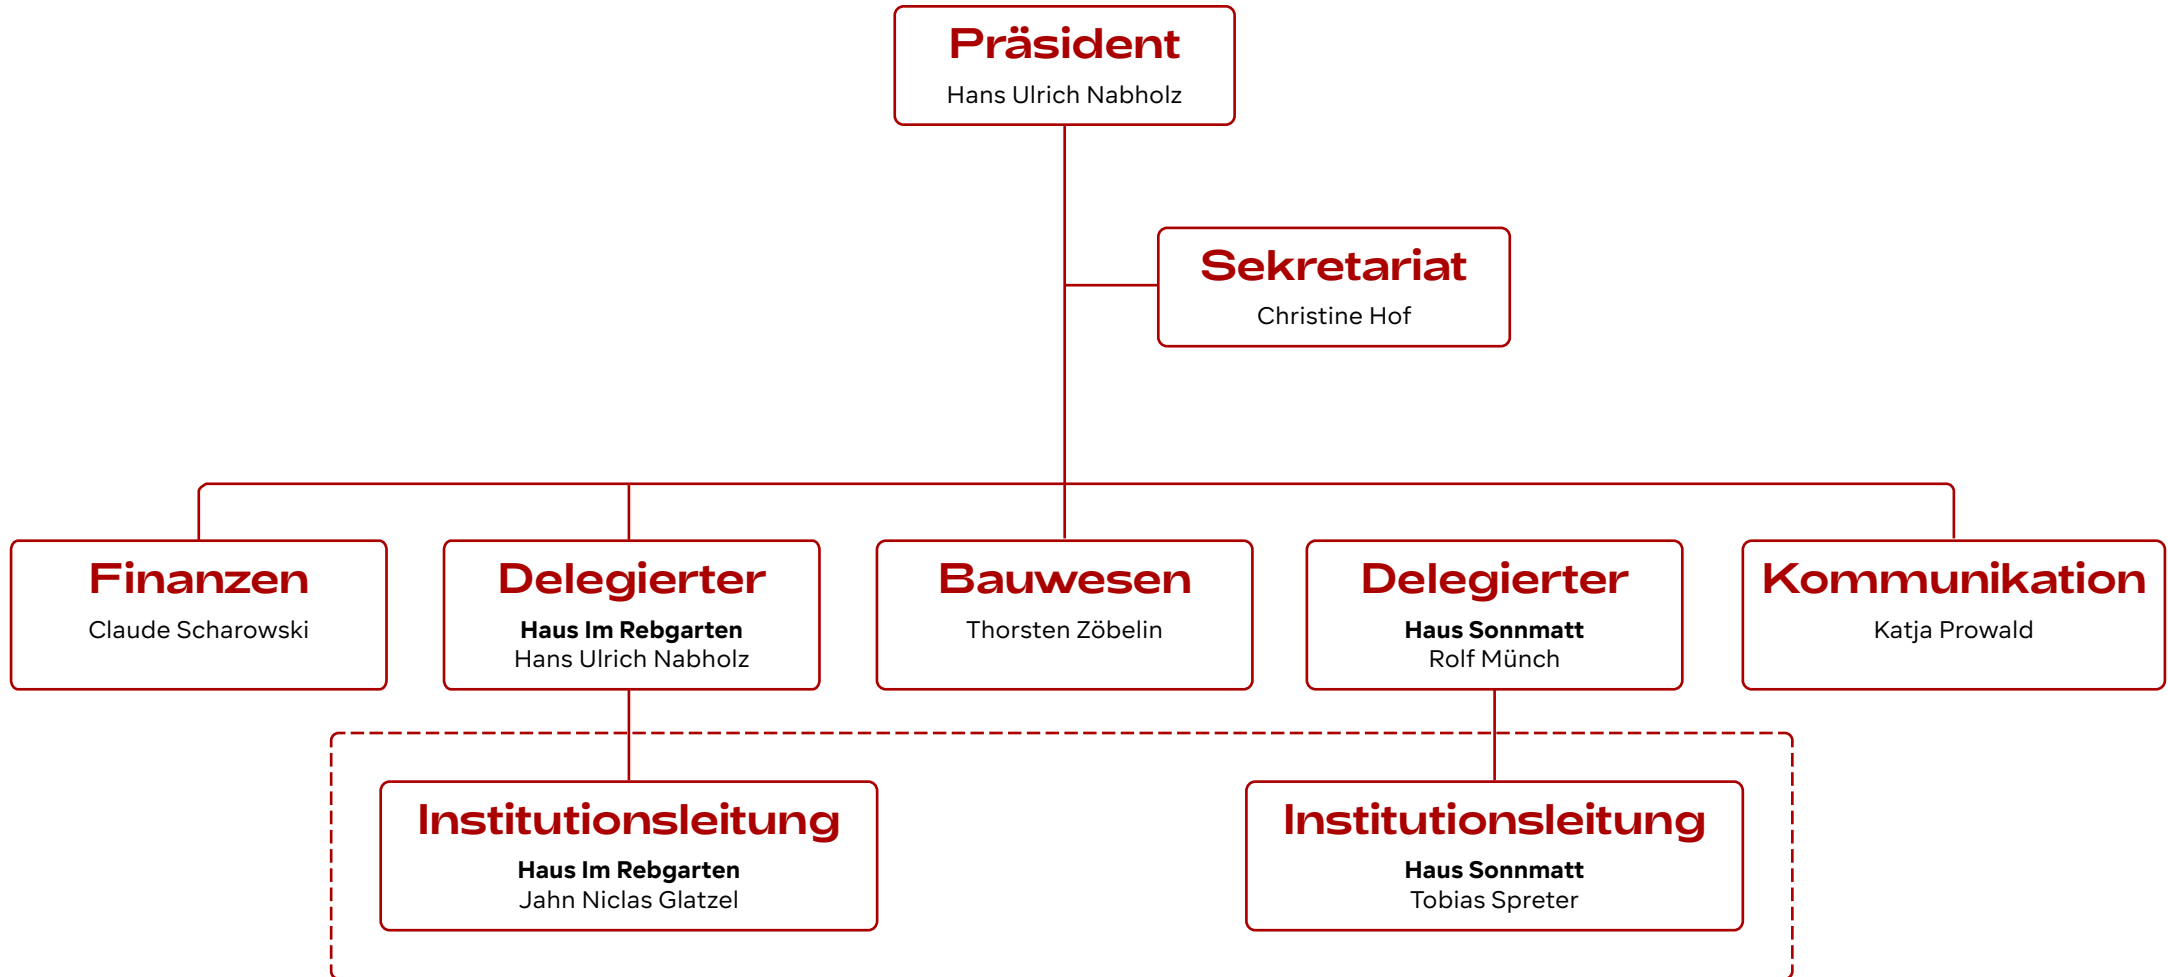 Präsident
Hans Ulrich Nabholz
Sekretariat
Christine Hof
Finanzen
Claude Scharowski
Delegierter
Haus Im Rebgarten
Hans Ulrich Nabholz
Bauwesen
Thorsten Zöbelin
Delegierter
Haus Sonnmatt
Rolf Münch
Kommunikation
Katja Prowald
Institutionsleitung
Haus Im Rebgarten
Jahn Niclas Glatzel
Institutionsleitung
Haus Sonnmatt
Tobias Spreter